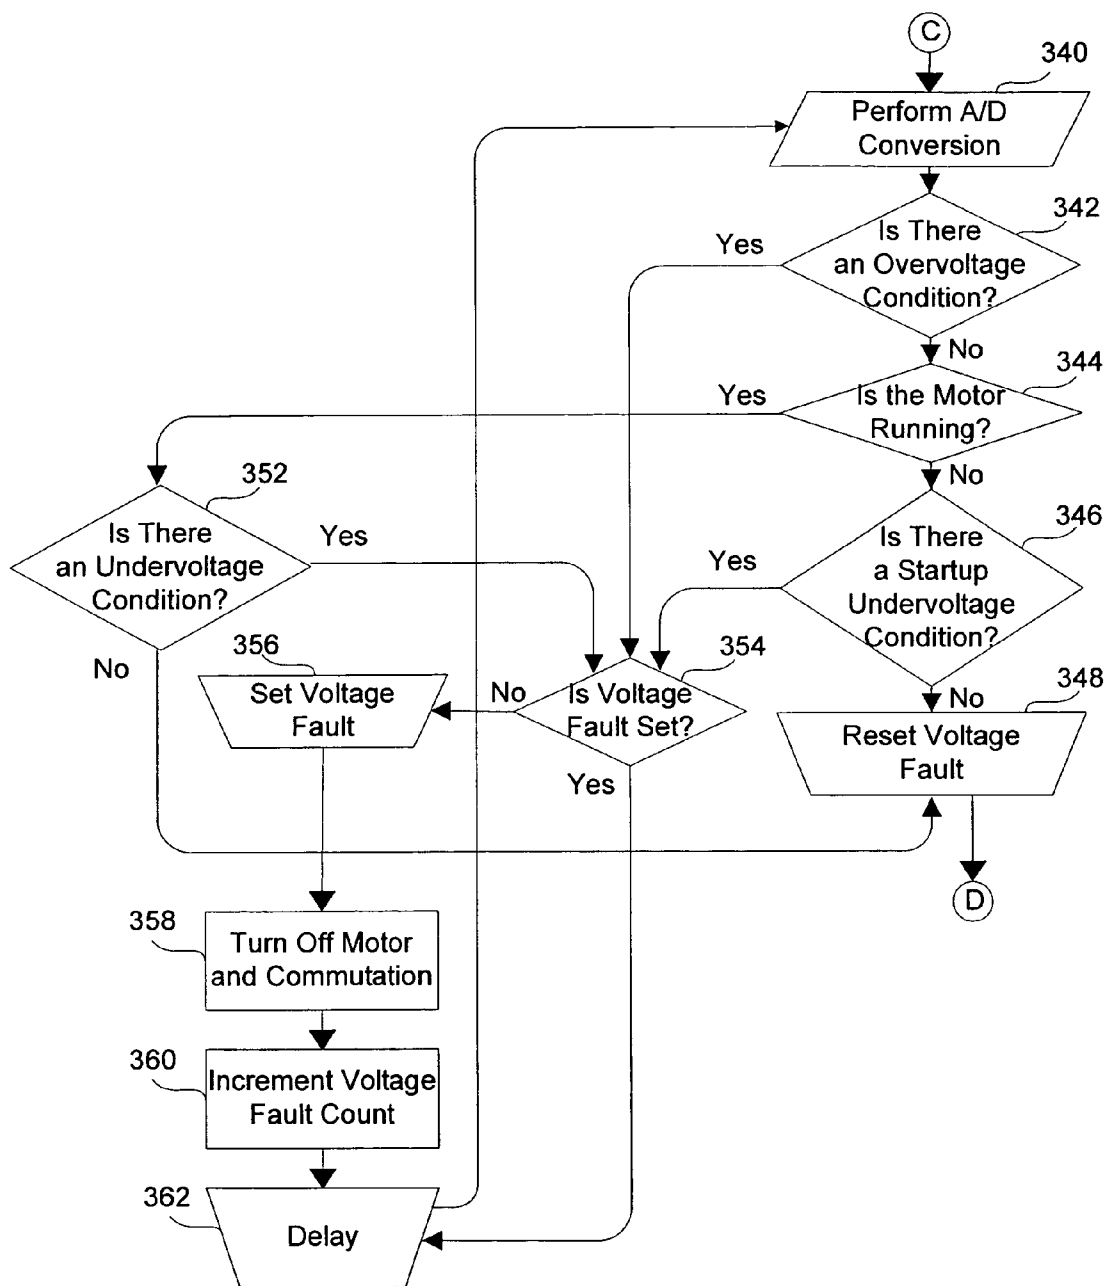 C
340
Perform A/D
Conversion
342
Is There
an Overvoltage
Condition?
Yes
No
344
Is the Motor
Running?
Yes
No
352
Is There
an Undervoltage
Condition?
Yes
No
346
Is There
a Startup
Undervoltage
Condition?
Yes
No
354
Is Voltage
Fault Set?
No
Yes
356
Set Voltage
Fault
348
Reset Voltage
Fault
D
358
Turn Off Motor
and Commutation
360
Increment Voltage
Fault Count
362
Delay